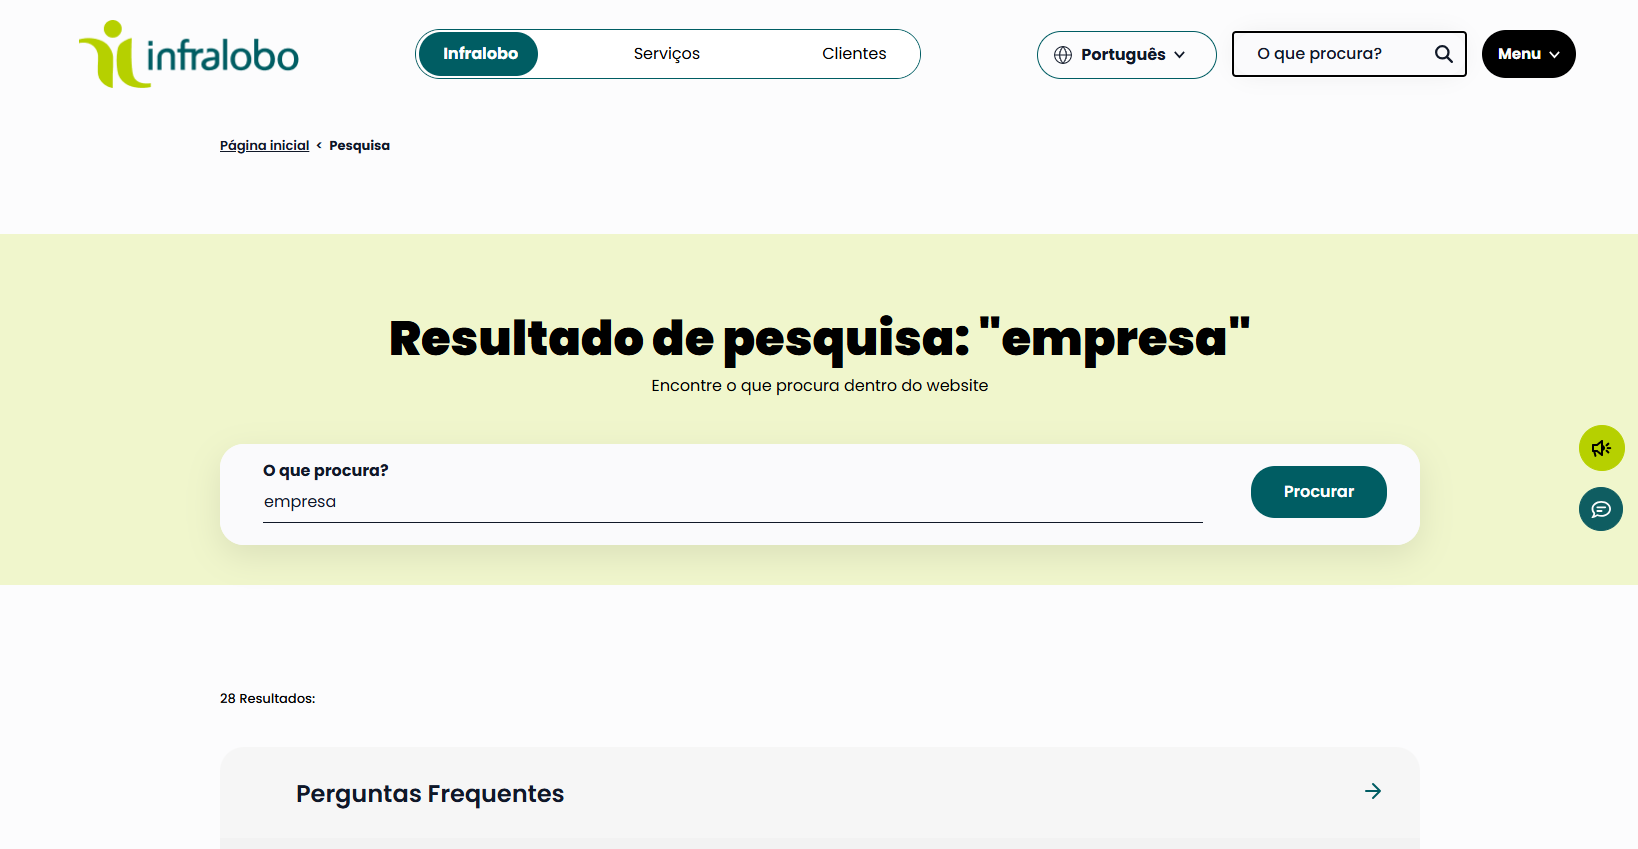 infralobo
Infralobo
Serviços
Clientes
Português
O que procura?
Menu
Página inicial < Pesquisa
Resultado de pesquisa: "empresa"
Encontre o que procura dentro do website
O que procura?
empresa
Procurar
28 Resultados:
Perguntas Frequentes